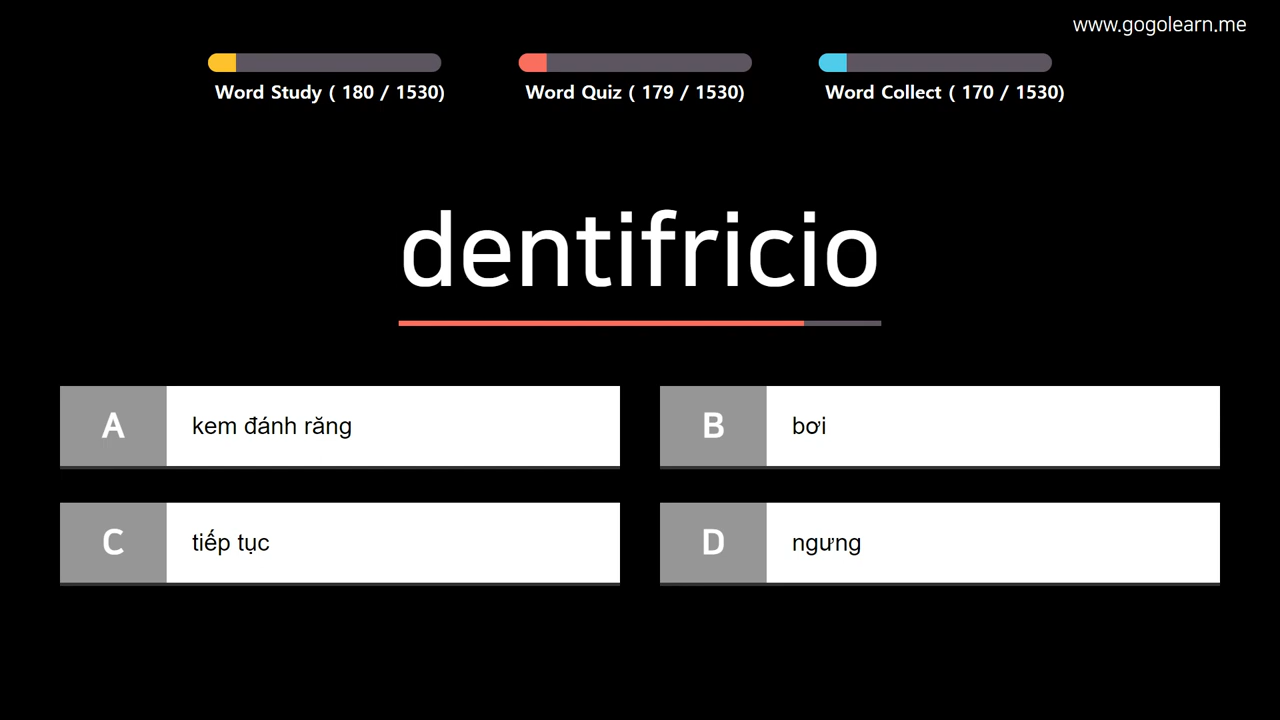 www.gogolearn.me
Word Study ( 180 / 1530)
Word Quiz ( 179 / 1530)
Word Collect ( 170 / 1530)
dentifricio
A kem đánh răng
B bơi
C tiếp tục
D ngưng